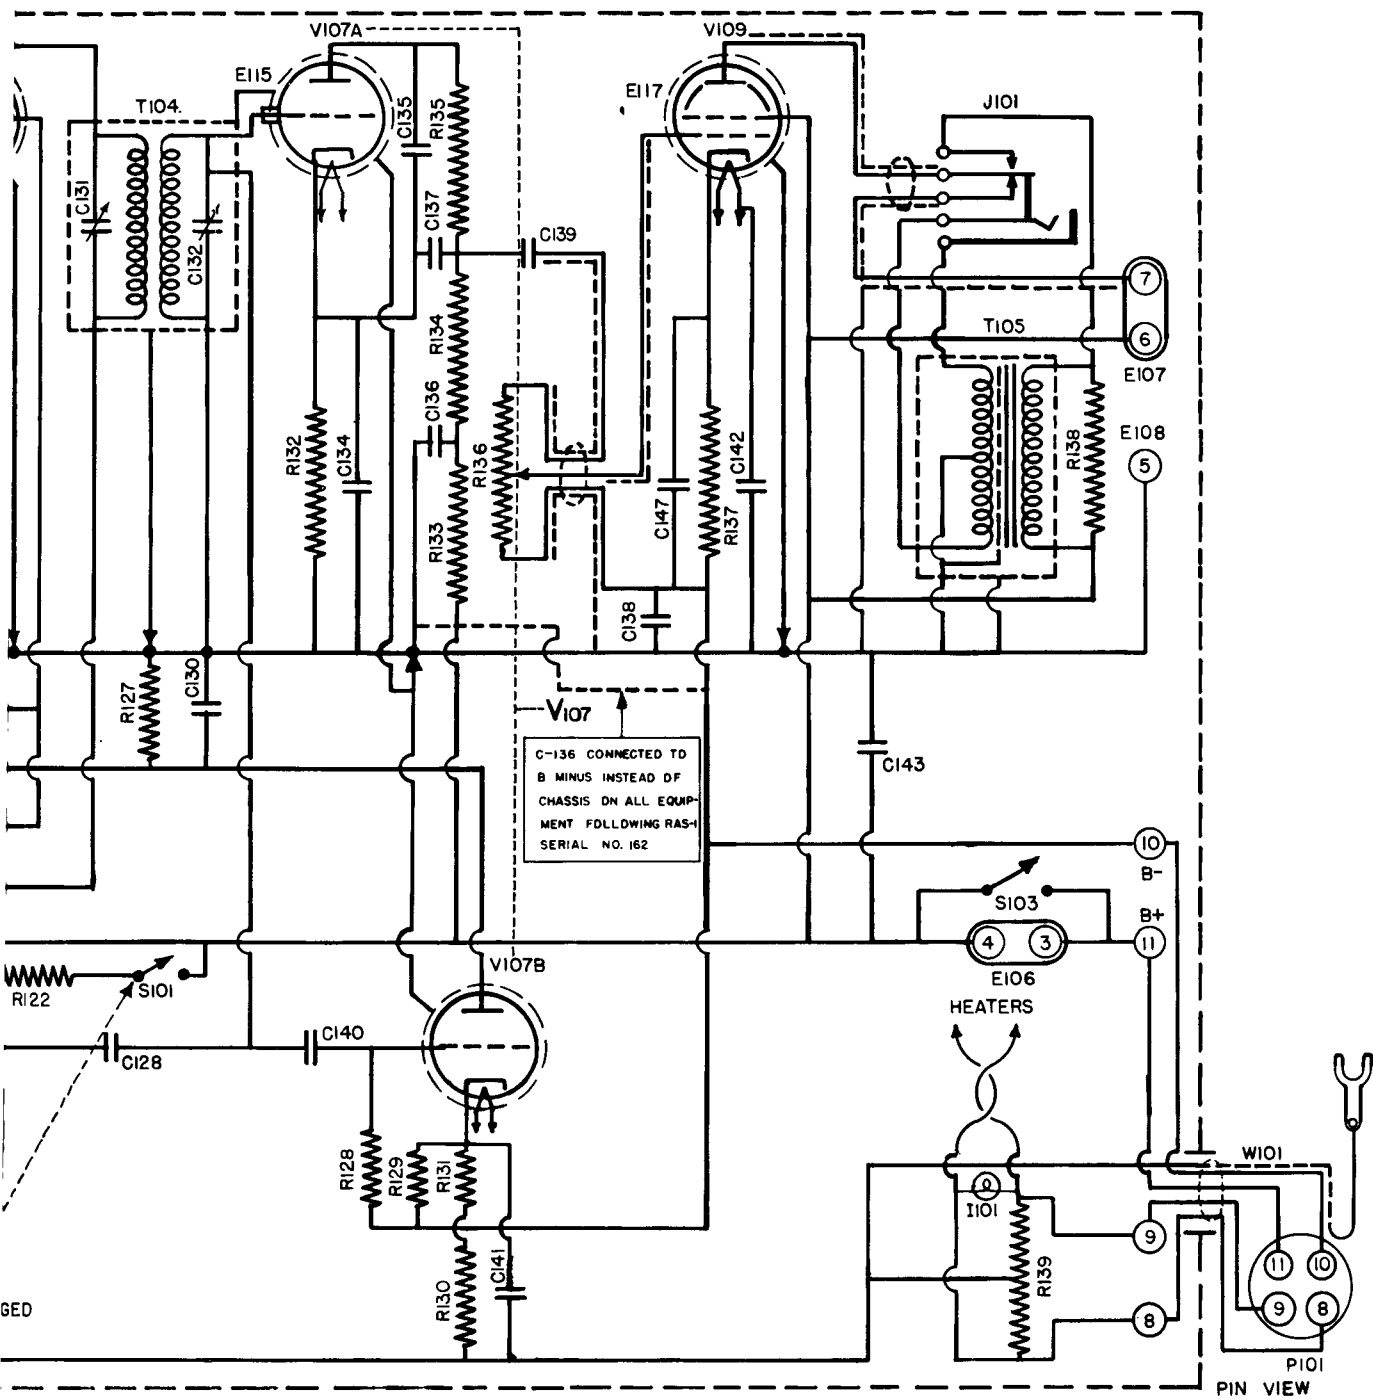 V107A
V109
E115
T104.
E117
J101
C135
R135
C131
C132
C137
C139
7
T105
6
E107
R134
C136
R132
C134
R136
R138
E108
5
C147
C142
R137
R133
C138
R127
C130
V107
C-136 CONNECTED TO
B MINUS INSTEAD OF
CHASSIS ON ALL EQUIP-
MENT FOLLOWING RAS-1
SERIAL NO. 162
C143
10
B-
S103
B+
4
3
11
E106
V107B
R122
S101
HEATERS
C128
C140
R128
R129
R131
W101
I101
9
R130
C141
R139
11
10
9
8
8
GED
P101
PIN VIEW